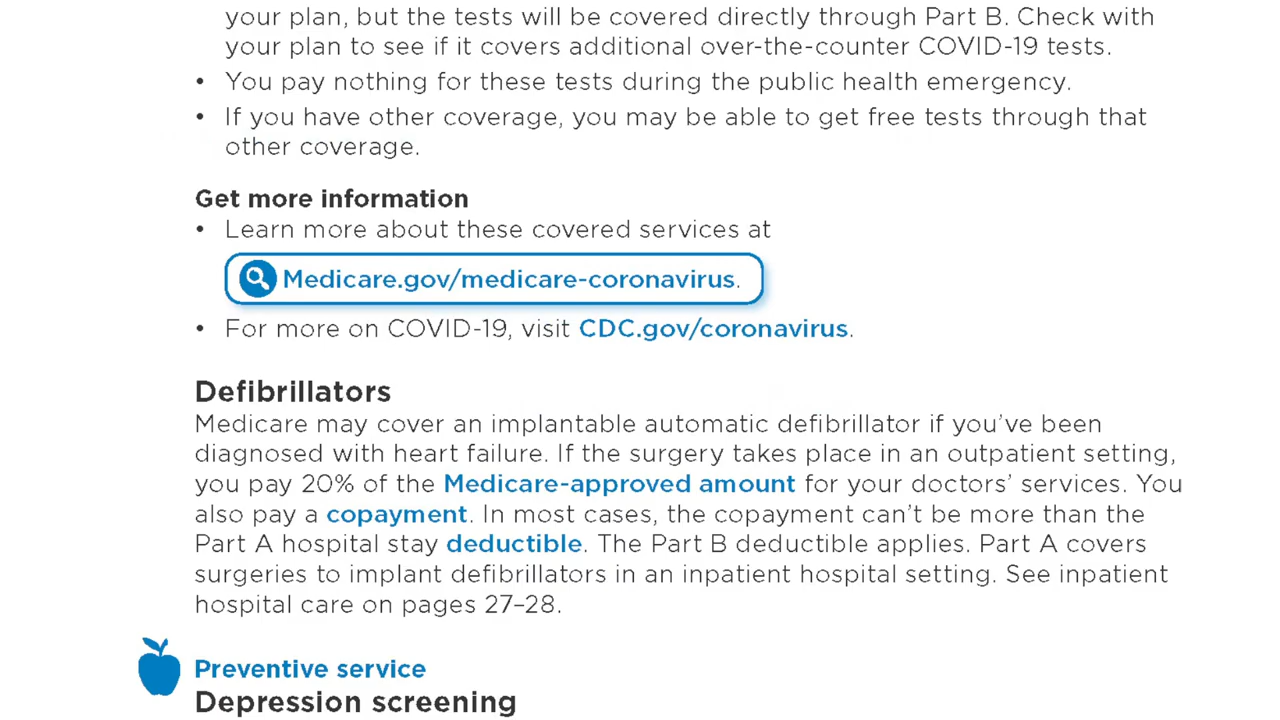 your plan, but the tests will be covered directly through Part B. Check with
your plan to see if it covers additional over-the-counter COVID-19 tests.
• You pay nothing for these tests during the public health emergency.
• If you have other coverage, you may be able to get free tests through that
other coverage.
Get more information
• Learn more about these covered services at
Medicare.gov/medicare-coronavirus.
• For more on COVID-19, visit CDC.gov/coronavirus.
Defibrillators
Medicare may cover an implantable automatic defibrillator if you’ve been
diagnosed with heart failure. If the surgery takes place in an outpatient setting,
you pay 20% of the Medicare-approved amount for your doctors’ services. You
also pay a copayment. In most cases, the copayment can’t be more than the
Part A hospital stay deductible. The Part B deductible applies. Part A covers
surgeries to implant defibrillators in an inpatient hospital setting. See inpatient
hospital care on pages 27–28.
Preventive service
Depression screening